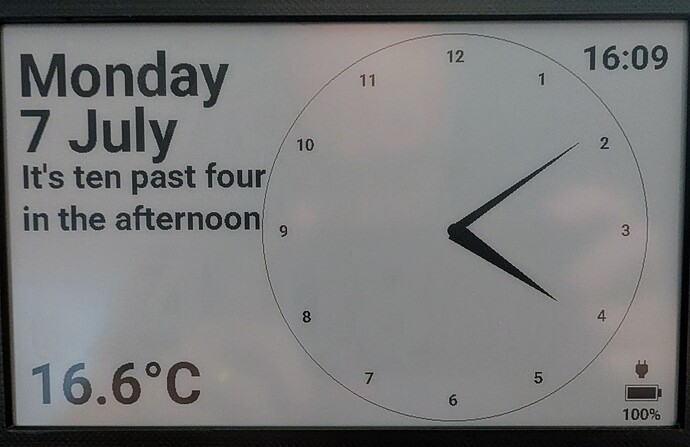 Monday
7 July
It's ten past four
in the afternoon
16.6°C
16:09
12
1
2
3
4
5
6
7
8
9
10
11
100%